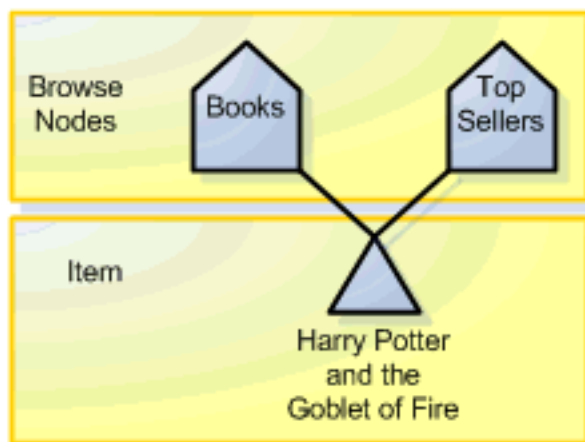 Browse
Nodes
Books
Top
Sellers
Item
Harry Potter
and the
Goblet of Fire